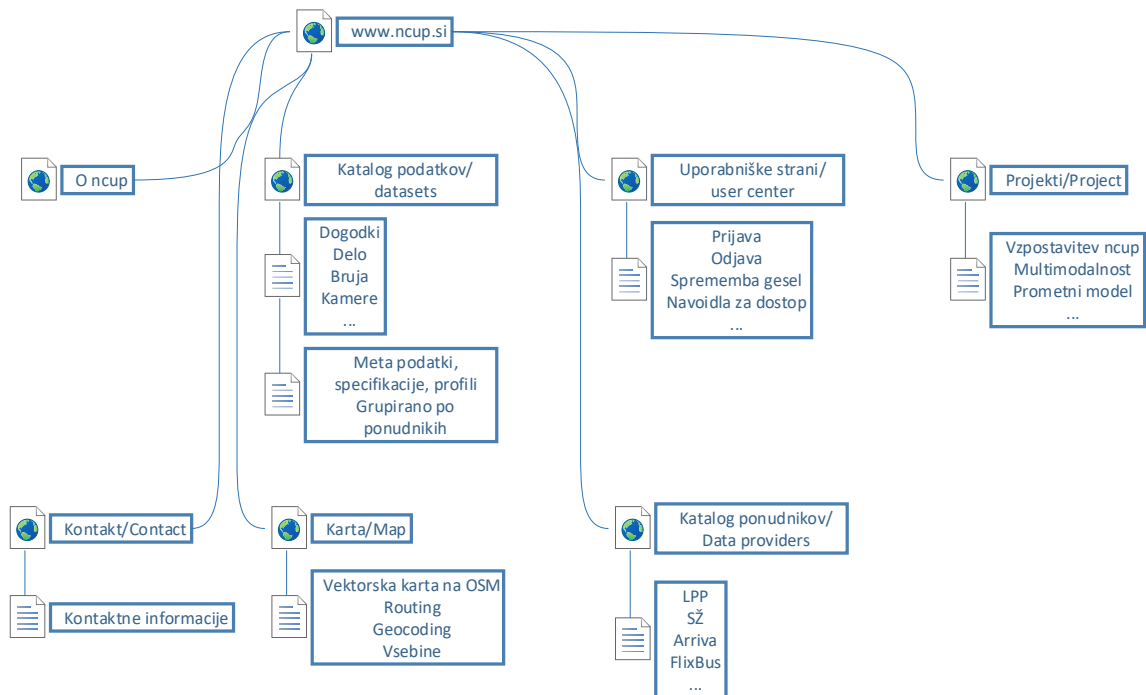 www.ncup.si
O ncup
Katalog podatkov/
datasets
Uporabniške strani/
user center
Projekti/Project
Dogodki
Delo
Bruja
Kamere
...
Prijava
Odjava
Sprememba gesel
Navoidla za dostop
...
Vzpostavitev ncup
Multimodalnost
Prometni model
...
Meta podatki,
specifikacije, profili
Grupirano po
ponudnikih
Kontakt/Contact
Karta/Map
Katalog ponudnikov/
Data providers
Kontaktne informacije
Vektorska karta na OSM
Routing
Geocoding
Vsebine
LPP
SŽ
Arriva
FlixBus
...